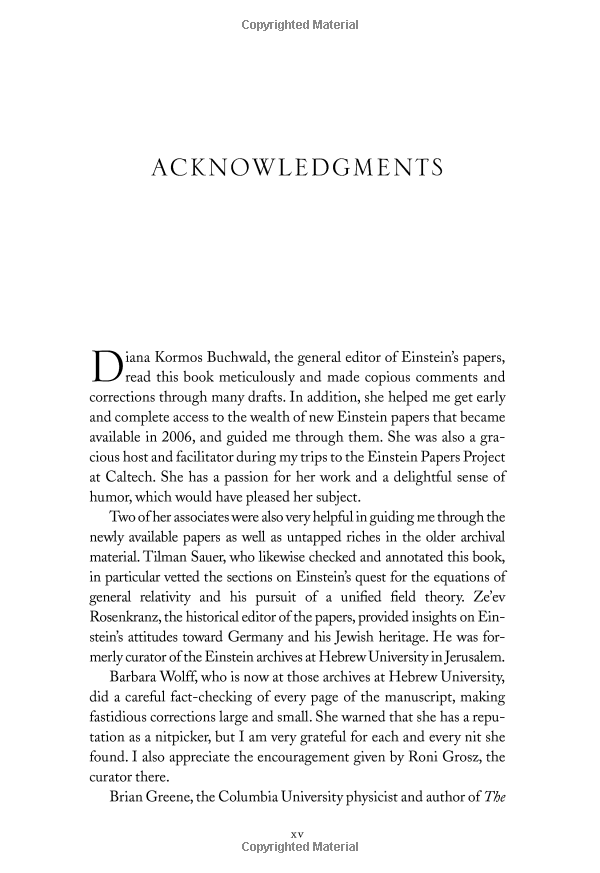 Copyrighted Material
ACKNOWLEDGMENTS
Diana Kormos Buchwald, the general editor of Einstein's papers,
read this book meticulously and made copious comments and
corrections through many drafts. In addition, she helped me get early
and complete access to the wealth of new Einstein papers that became
available in 2006, and guided me through them. She was also a gra-
cious host and facilitator during my trips to the Einstein Papers Project
at Caltech. She has a passion for her work and a delightful sense of
humor, which would have pleased her subject.
Two of her associates were also very helpful in guiding me through the
newly available papers as well as untapped riches in the older archival
material. Tilman Sauer, who likewise checked and annotated this book,
in particular vetted the sections on Einstein's quest for the equations of
general relativity and his pursuit of a unified field theory. Ze'ev
Rosenkranz, the historical editor of the papers, provided insights on Ein-
stein's attitudes toward Germany and his Jewish heritage. He was for-
merly curator of the Einstein archives at Hebrew University in Jerusalem.
Barbara Wolff, who is now at those archives at Hebrew University,
did a careful fact-checking of every page of the manuscript, making
fastidious corrections large and small. She warned that she has a repu-
tation as a nitpicker, but I am very grateful for each and every nit she
found. I also appreciate the encouragement given by Roni Grosz, the
curator there.
Brian Greene, the Columbia University physicist and author of The
xv
Copyrighted Material